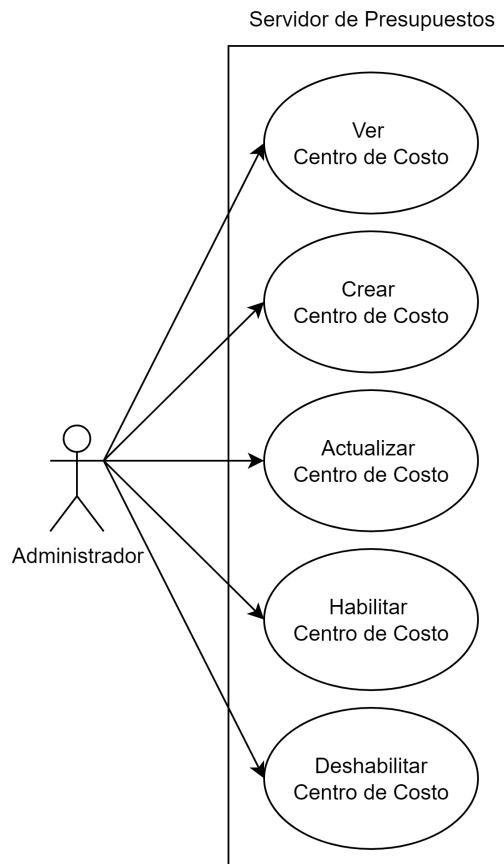 Servidor de Presupuestos
Ver
Centro de Costo
Crear
Centro de Costo
Actualizar
Centro de Costo
Administrador
Habilitar
Centro de Costo
Deshabilitar
Centro de Costo